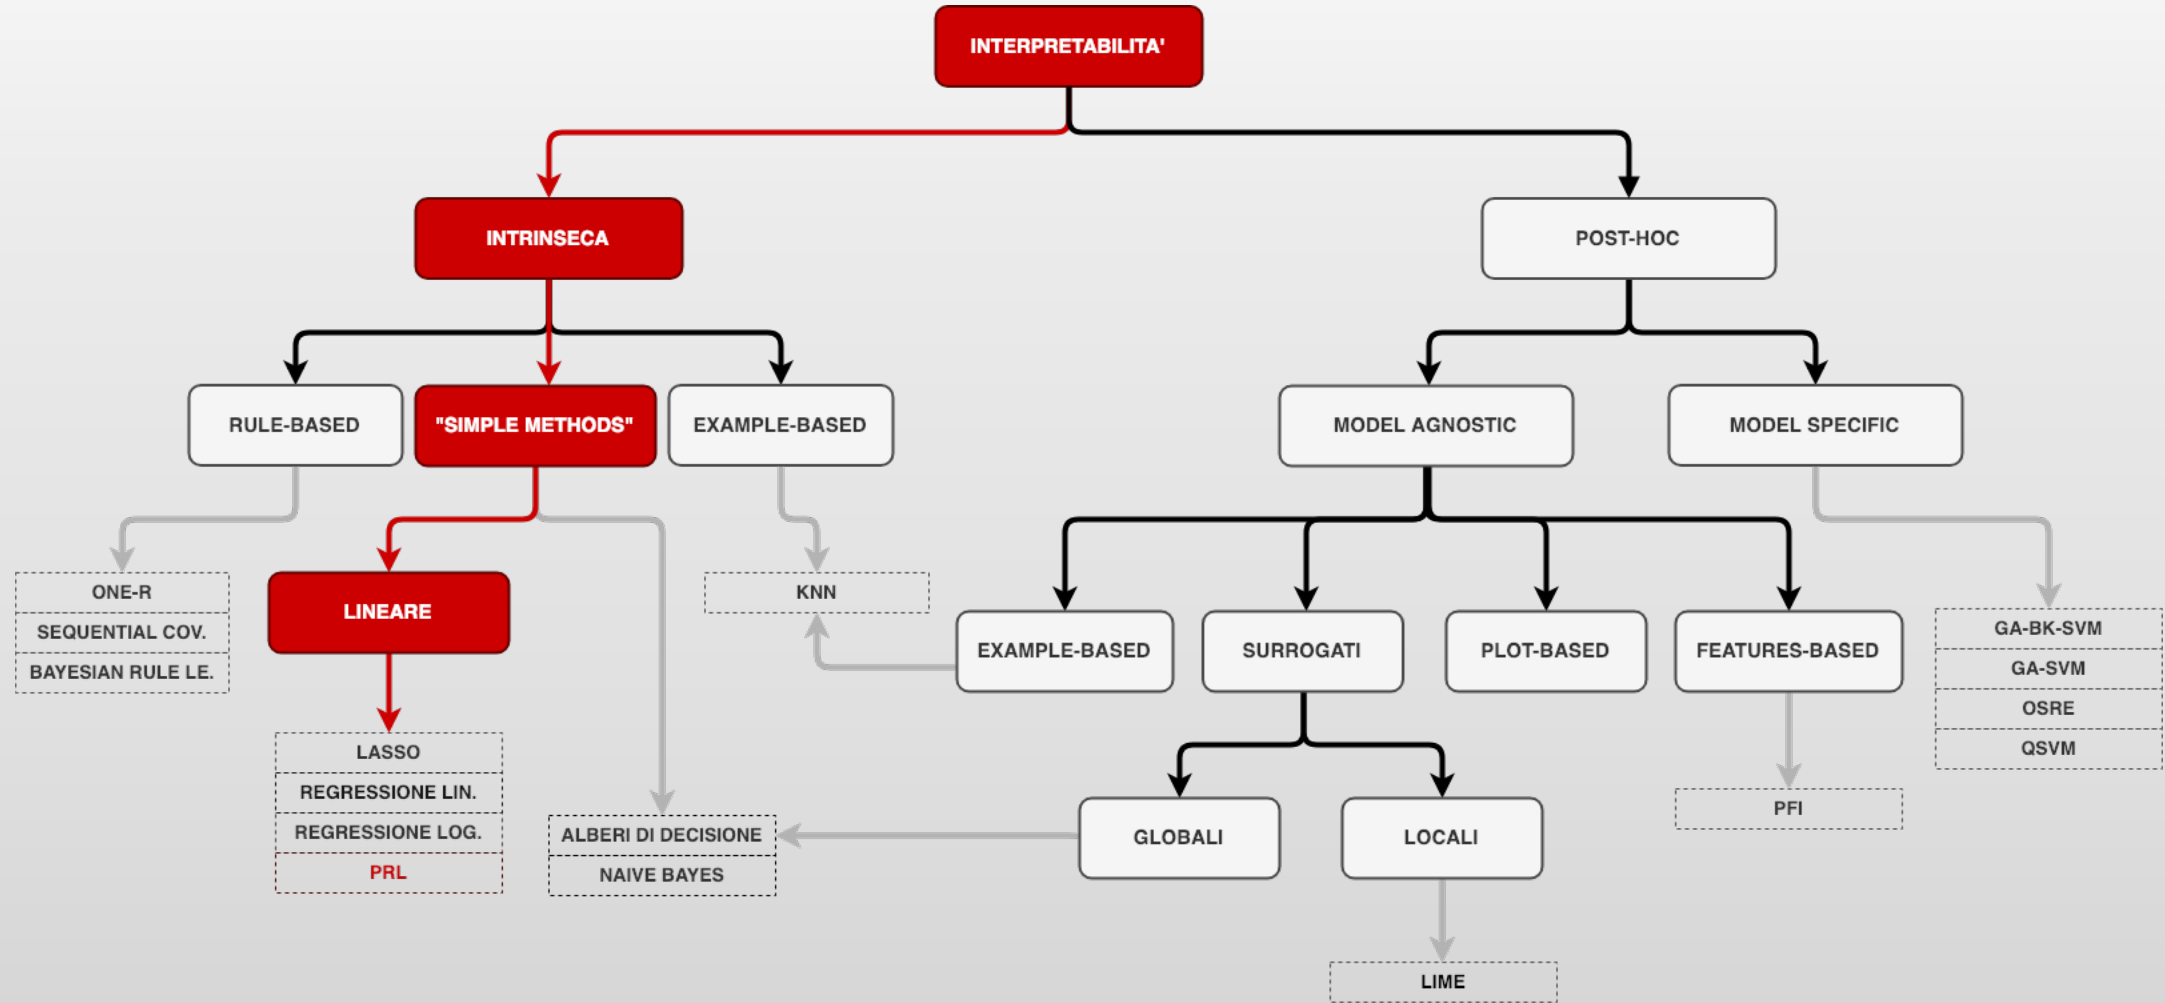 INTERPRETABILITA'
INTRINSECA
POST-HOC
RULE-BASED
"SIMPLE METHODS"
EXAMPLE-BASED
MODEL AGNOSTIC
MODEL SPECIFIC
ONE-R
SEQUENTIAL COV.
BAYESIAN RULE LE.
LINEARE
KNN
EXAMPLE-BASED
SURROGATI
PLOT-BASED
FEATURES-BASED
GA-BK-SVM
GA-SVM
OSRE
QSVM
LASSO
REGRESSIONE LIN.
REGRESSIONE LOG.
PRL
ALBERI DI DECISIONE
NAIVE BAYES
GLOBALI
LOCALI
PFI
LIME